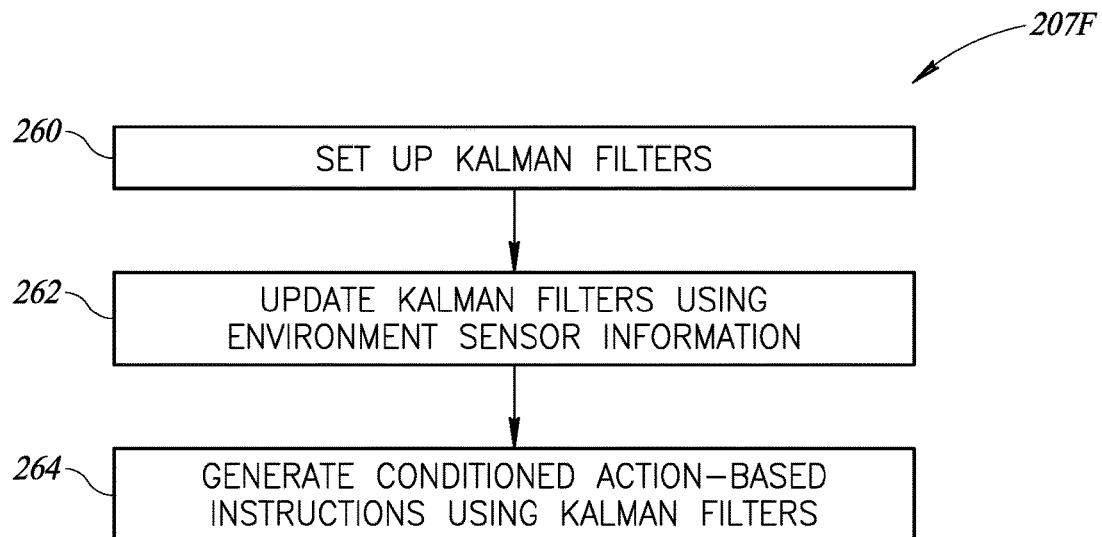 207F
260
SET UP KALMAN FILTERS
262
UPDATE KALMAN FILTERS USING
ENVIRONMENT SENSOR INFORMATION
264
GENERATE CONDITIONED ACTION-BASED
INSTRUCTIONS USING KALMAN FILTERS